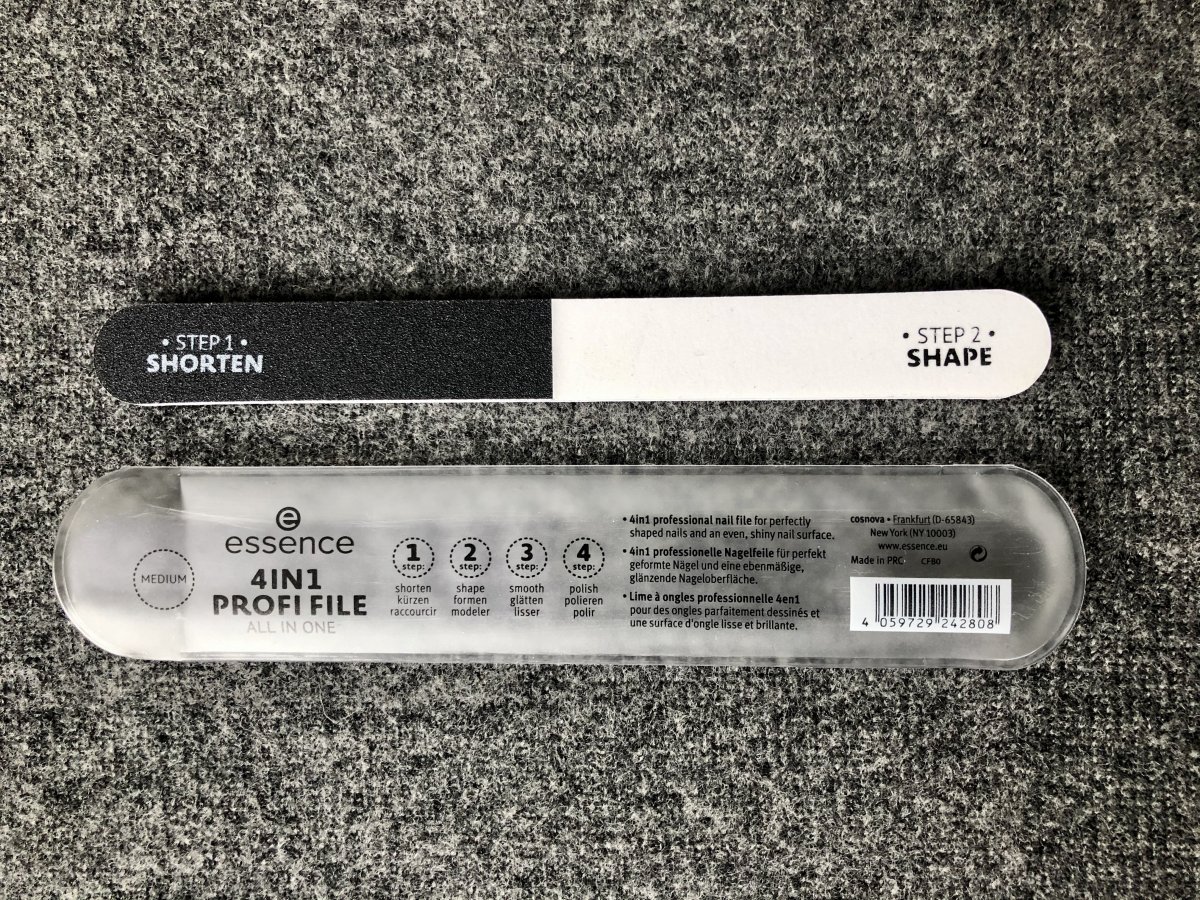 • STEP 1 •
SHORTEN
• STEP 2 •
SHAPE
MEDIUM
e
essence
4IN1
PROFI FILE
ALL IN ONE
1
step:
shorten
kürzen
raccourcir
2
step:
shape
formen
modeler
3
step:
smooth
glätten
lisser
4
step:
polish
polieren
polir
• 4in1 professional nail file for perfectly
shaped nails and an even, shiny nail surface.
• 4in1 professionelle Nagelfeile für perfekt
geformte Nägel und eine ebenmäßige,
glänzende Nageloberfläche.
• Lime à ongles professionnelle 4en1
pour des ongles parfaitement dessinés et
une surface d'ongle lisse et brillante.
cosnova • Frankfurt (D-65843)
New York (NY 10003)
www.essence.eu
Made in PRC CFB0
4 059729 242808